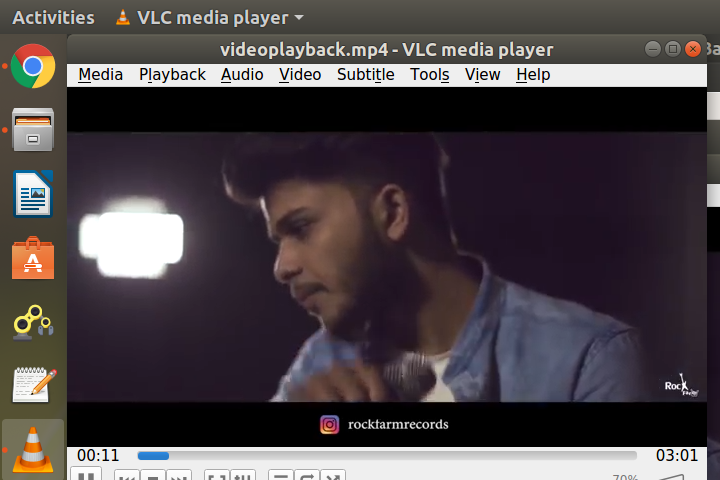 Activities VLC media player
videoplayback.mp4 - VLC media player
Media Playback Audio Video Subtitle Tools View Help
Rock
rockfarmrecords
00:11 03:01
70%